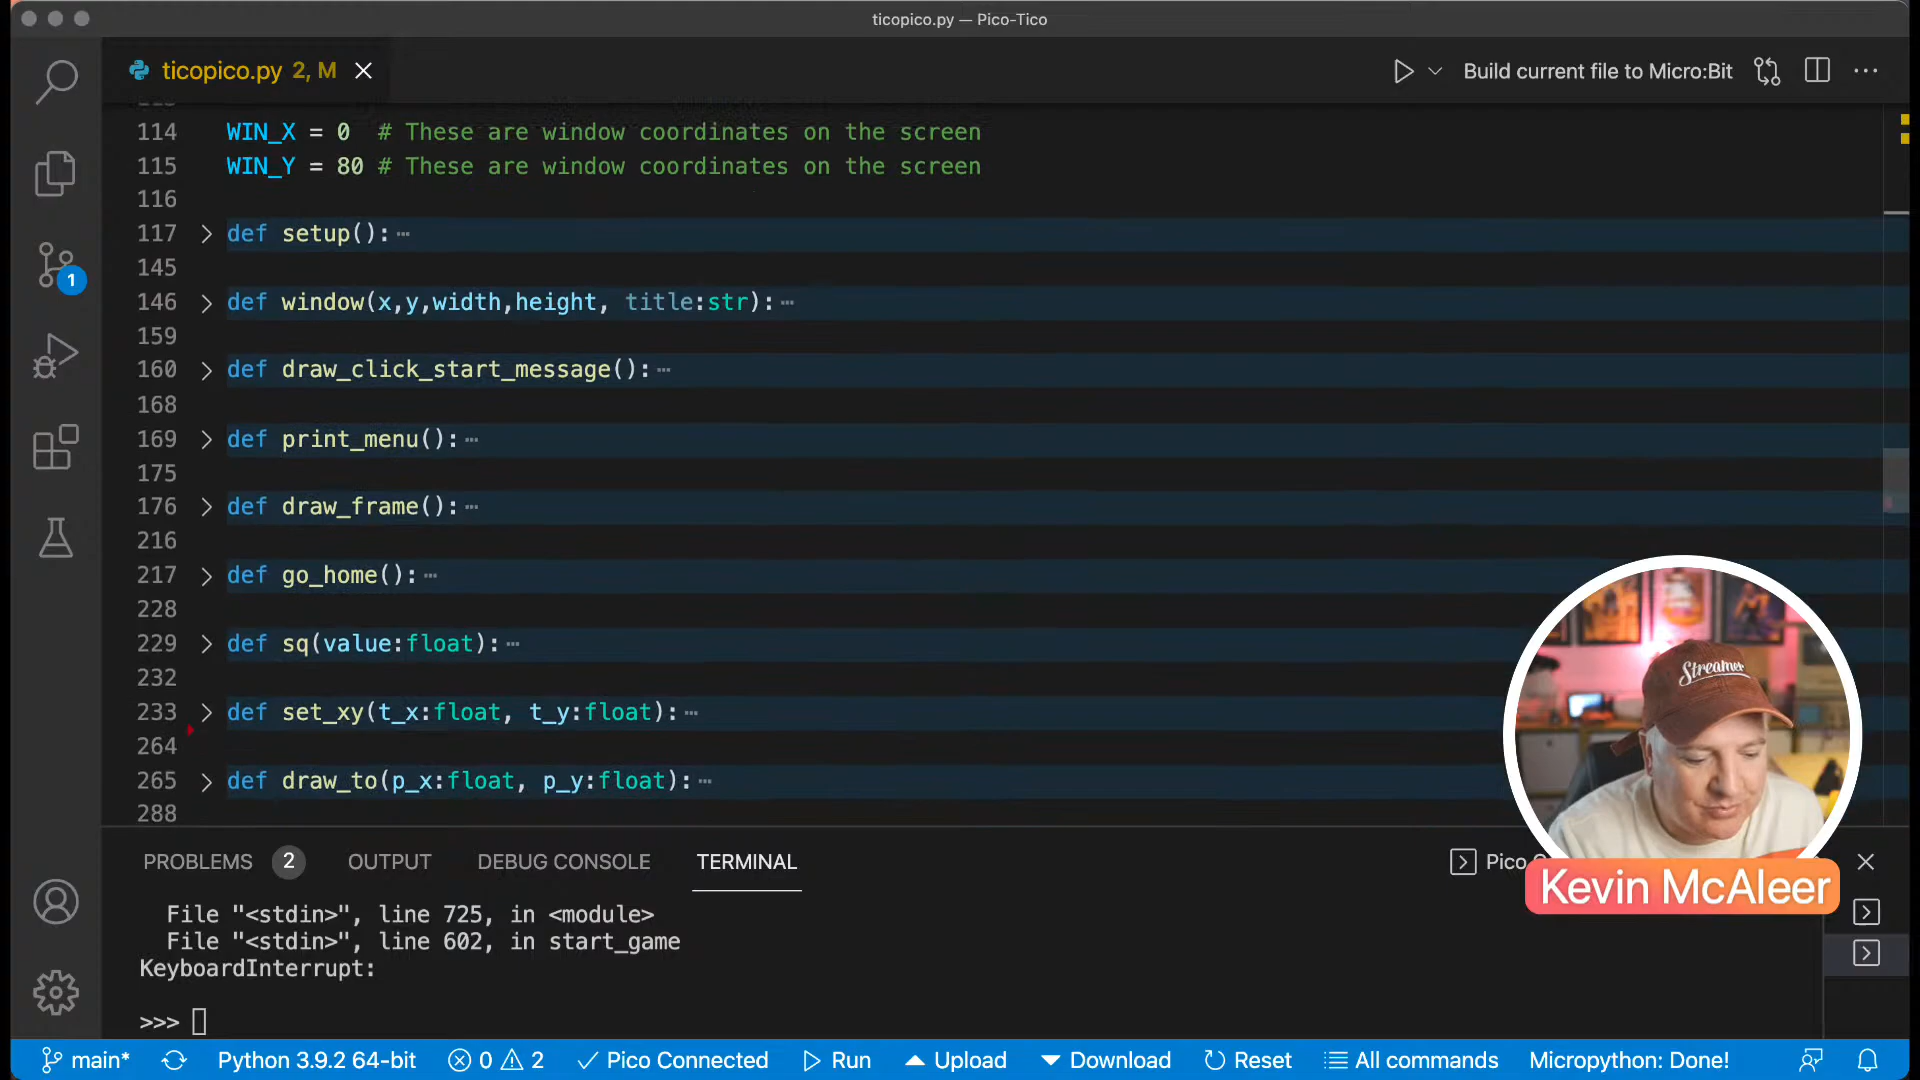 ticopico.py — Pico-Tico
ticopico.py 2, M
Build current file to Micro:Bit
114 WIN_X = 0 # These are window coordinates on the screen
115 WIN_Y = 80 # These are window coordinates on the screen
116
117 def setup():
145
146 def window(x,y,width,height, title:str):
159
160 def draw_click_start_message():
168
169 def print_menu():
175
176 def draw_frame():
216
217 def go_home():
228
229 def sq(value:float):
232
233 def set_xy(t_x:float, t_y:float):
264
265 def draw_to(p_x:float, p_y:float):
288
1
Streamer
PROBLEMS 2 OUTPUT DEBUG CONSOLE TERMINAL Pico
Kevin McAleer
File "<stdin>", line 725, in <module>
File "<stdin>", line 602, in start_game
KeyboardInterrupt:
>>>
main* Python 3.9.2 64-bit 0 2 Pico Connected Run Upload Download Reset All commands Micropython: Done!